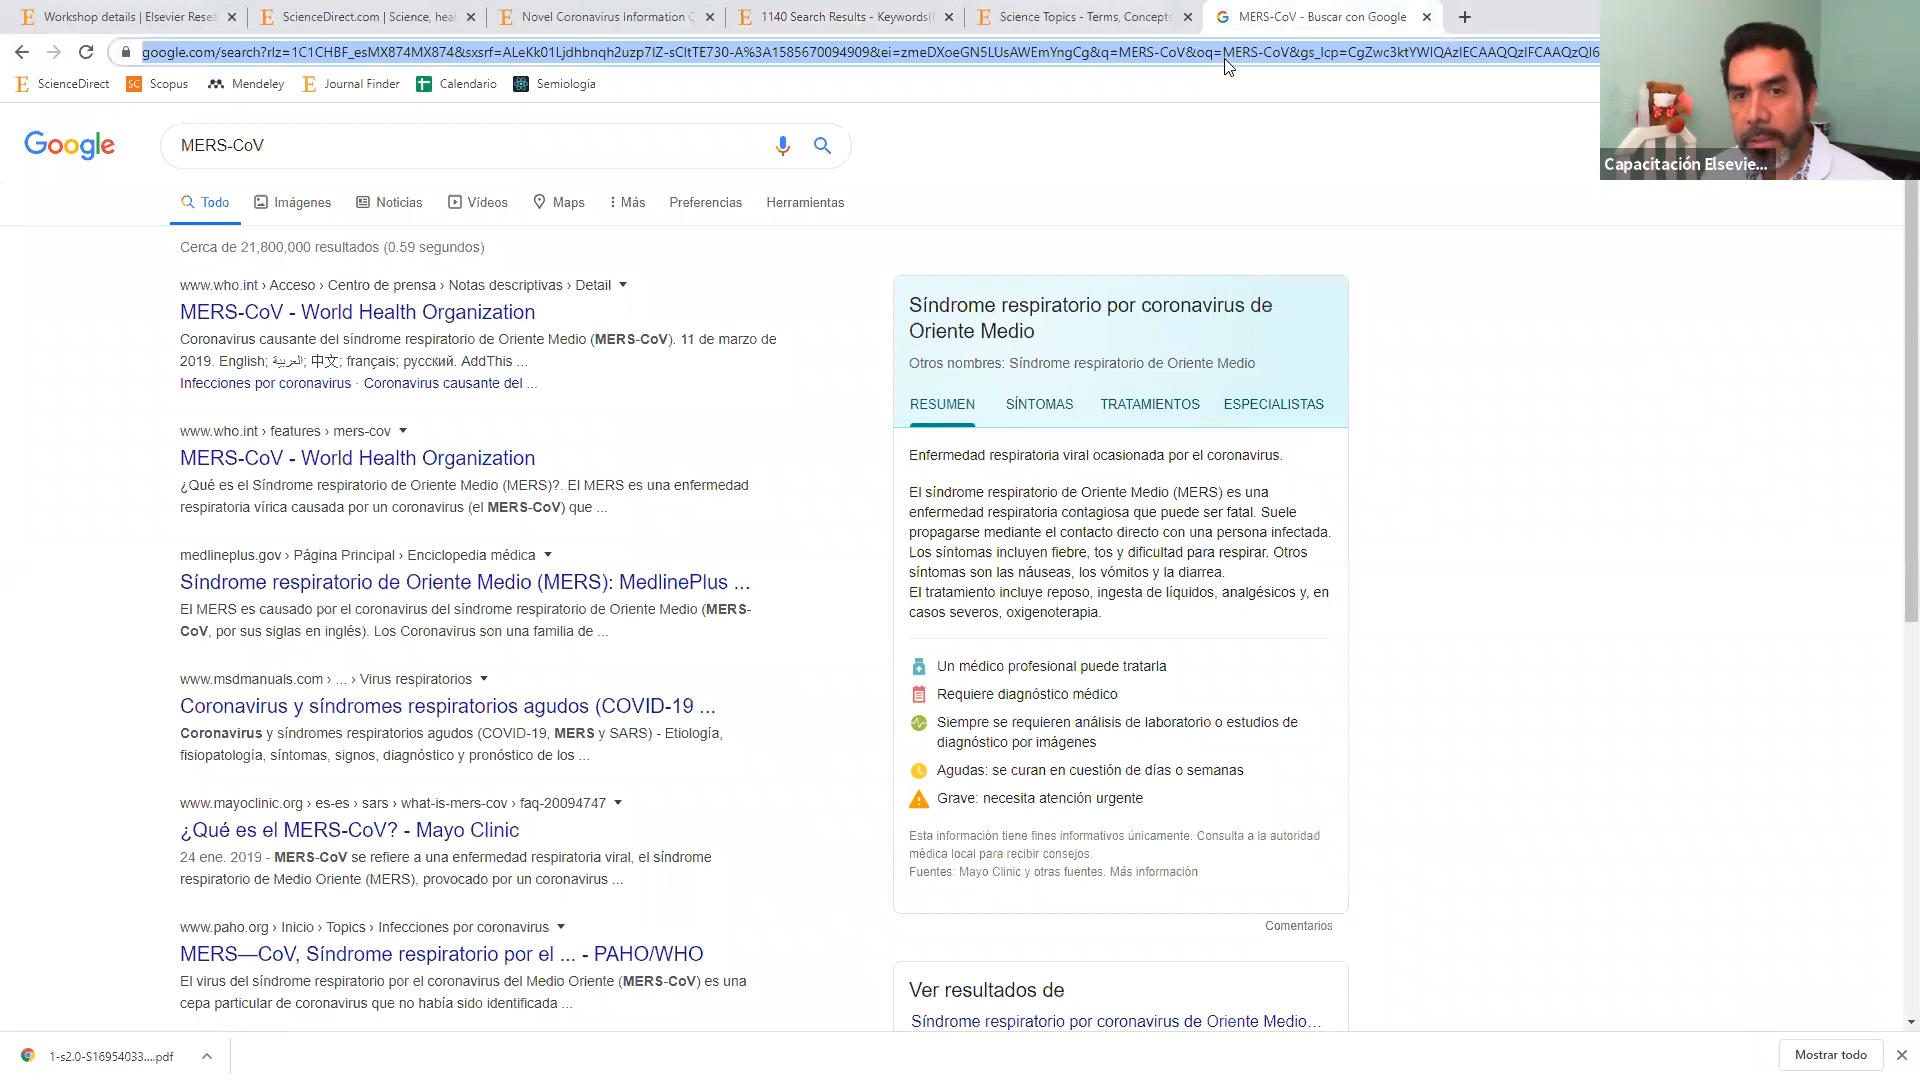 Workshop details | Elsevier Rese
ScienceDirect.com | Science, heal
Novel Coronavirus Information C
1140 Search Results - Keywords(
Science Topics - Terms, Concepts
MERS-CoV - Buscar con Google
google.com/search?rlz=1C1CHBF_esMX874MX874&sxsrf=ALeKk01Ljdhbnqh2uzp7lZ-sCltTE730-A%3A1585670094909&ei=zmeDXoeGN5LUsAWEmYngCg&q=MERS-CoV&oq=MERS-CoV&gs_lcp=CgZwc3ktYWIQAzIECAAQQzIFCAAQzQI6
ScienceDirect
SC Scopus
Mendeley
Journal Finder
Calendario
Semiologia
Capacitación Elsevie...
Google
MERS-CoV
Todo
Imágenes
Noticias
Vídeos
Maps
Más
Preferencias
Herramientas
Cerca de 21,800,000 resultados (0.59 segundos)
www.who.int › Acceso › Centro de prensa › Notas descriptivas › Detail
MERS-CoV - World Health Organization
Coronavirus causante del síndrome respiratorio de Oriente Medio (MERS-CoV). 11 de marzo de
2019. English; العربية; 中文; français; русский. AddThis ...
Infecciones por coronavirus · Coronavirus causante del ...
www.who.int › features › mers-cov
MERS-CoV - World Health Organization
¿Qué es el Síndrome respiratorio de Oriente Medio (MERS)?. El MERS es una enfermedad
respiratoria vírica causada por un coronavirus (el MERS-CoV) que ...
medlineplus.gov › Página Principal › Enciclopedia médica
Síndrome respiratorio de Oriente Medio (MERS): MedlinePlus ...
El MERS es causado por el coronavirus del síndrome respiratorio de Oriente Medio (MERS-
CoV, por sus siglas en inglés). Los Coronavirus son una familia de ...
www.msdmanuals.com › ... › Virus respiratorios
Coronavirus y síndromes respiratorios agudos (COVID-19 ...
Coronavirus y síndromes respiratorios agudos (COVID-19, MERS y SARS) - Etiología,
fisiopatología, síntomas, signos, diagnóstico y pronóstico de los ...
www.mayoclinic.org › es-es › sars › what-is-mers-cov › faq-20094747
¿Qué es el MERS-CoV? - Mayo Clinic
24 ene. 2019 - MERS-CoV se refiere a una enfermedad respiratoria viral, el síndrome
respiratorio de Medio Oriente (MERS), provocado por un coronavirus ...
www.paho.org › Inicio › Topics › Infecciones por coronavirus
MERS—CoV, Síndrome respiratorio por el ... - PAHO/WHO
El virus del síndrome respiratorio por el coronavirus del Medio Oriente (MERS-CoV) es una
cepa particular de coronavirus que no había sido identificada ...
Síndrome respiratorio por coronavirus de
Oriente Medio
Otros nombres: Síndrome respiratorio de Oriente Medio
RESUMEN
SÍNTOMAS
TRATAMIENTOS
ESPECIALISTAS
Enfermedad respiratoria viral ocasionada por el coronavirus.
El síndrome respiratorio de Oriente Medio (MERS) es una
enfermedad respiratoria contagiosa que puede ser fatal. Suele
propagarse mediante el contacto directo con una persona infectada.
Los síntomas incluyen fiebre, tos y dificultad para respirar. Otros
síntomas son las náuseas, los vómitos y la diarrea.
El tratamiento incluye reposo, ingesta de líquidos, analgésicos y, en
casos severos, oxigenoterapia.
Un médico profesional puede tratarla
Requiere diagnóstico médico
Siempre se requieren análisis de laboratorio o estudios de
diagnóstico por imágenes
Agudas: se curan en cuestión de días o semanas
Grave: necesita atención urgente
Esta información tiene fines informativos únicamente. Consulta a la autoridad
médica local para recibir consejos.
Fuentes: Mayo Clinic y otras fuentes. Más información
Comentarios
Ver resultados de
Síndrome respiratorio por coronavirus de Oriente Medio...
1-s2.0-S16954033....pdf
Mostrar todo